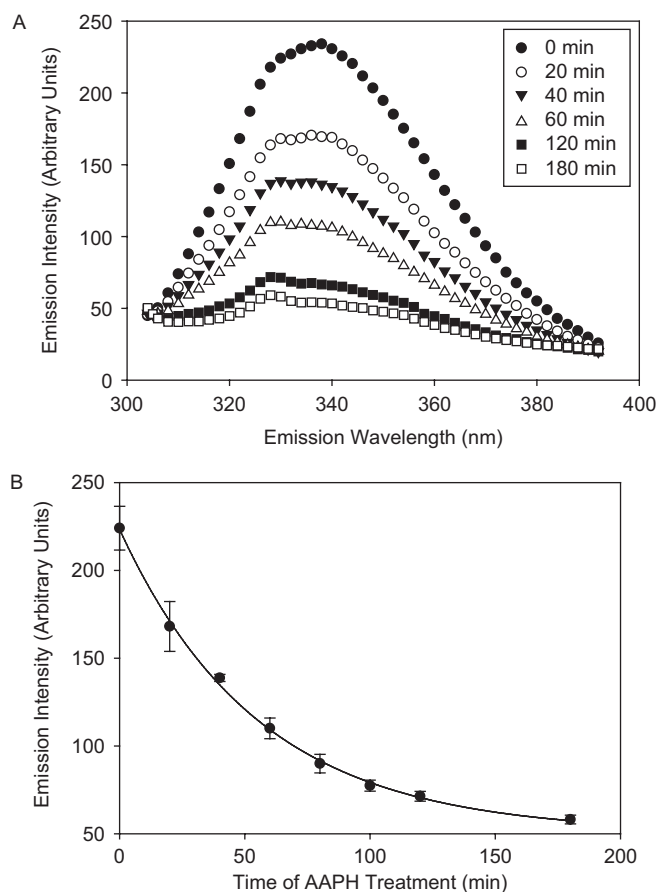 A
Emission Intensity (Arbitrary Units)
250
200
150
100
50
0
300
320
340
360
380
400
Emission Wavelength (nm)
0 min
20 min
40 min
60 min
120 min
180 min
B
Emission Intensity (Arbitrary Units)
250
200
150
100
50
0
50
100
150
200
Time of AAPH Treatment (min)